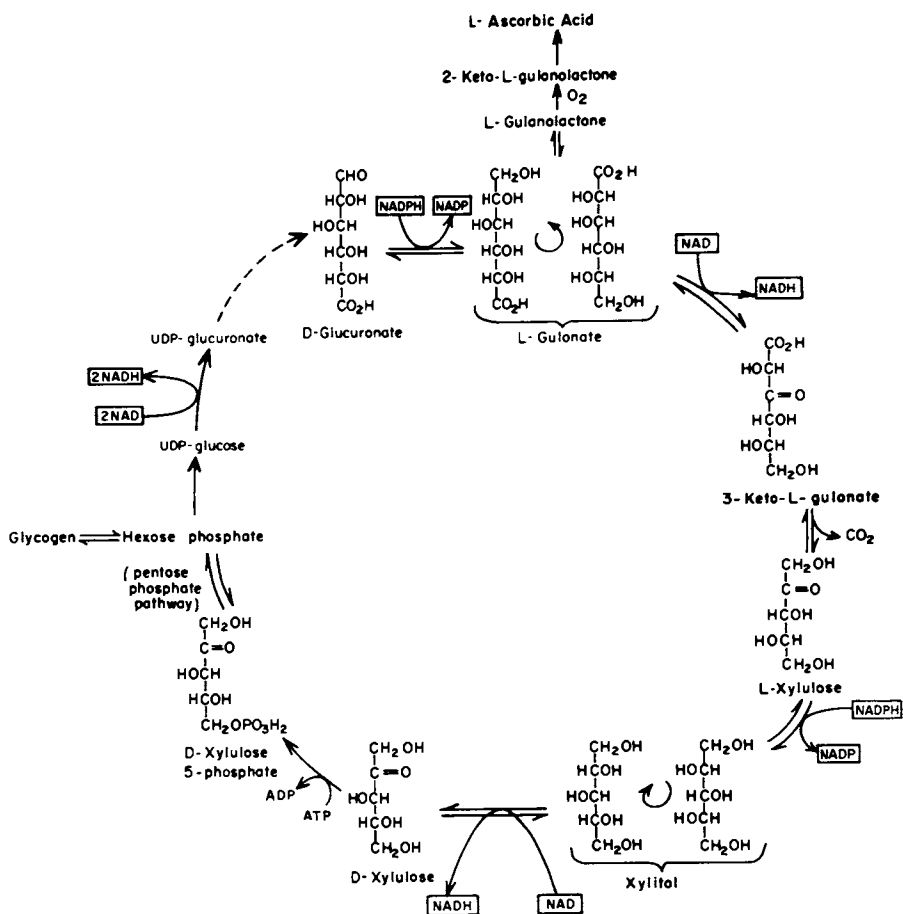 L- Ascorbic Acid
2- Keto-L-gulonolactone
O₂
L- Gulonolactone
CHO
HCOH
HOCH
HCOH
HCOH
CO₂H
D-Glucuronate
NADPH
NADP
CH₂OH
HCOH
HOCH
HCOH
HCOH
CO₂H
CO₂H
HOCH
HOCH
HCOH
HOCH
CH₂OH
L- Gulonate
NAD
NADH
CO₂H
HOCH
C=O
HCOH
HOCH
CH₂OH
3-Keto-L-gulonate
CO₂
CH₂OH
C=O
HCOH
HOCH
CH₂OH
L-Xylulose
NADPH
NADP
CH₂OH
HCOH
HOCH
HCOH
CH₂OH
CH₂OH
HOCH
HCOH
HOCH
CH₂OH
Xylitol
NAD
NADH
CH₂OH
C=O
HOCH
HCOH
CH₂OH
D-Xylulose
ATP
ADP
CH₂OH
C=O
HOCH
HCOH
CH₂OPO₃H₂
D-Xylulose
5-phosphate
(pentose
phosphate
pathway)
Glycogen
Hexose phosphate
UDP-glucose
2NAD
2NADH
UDP-glucuronate